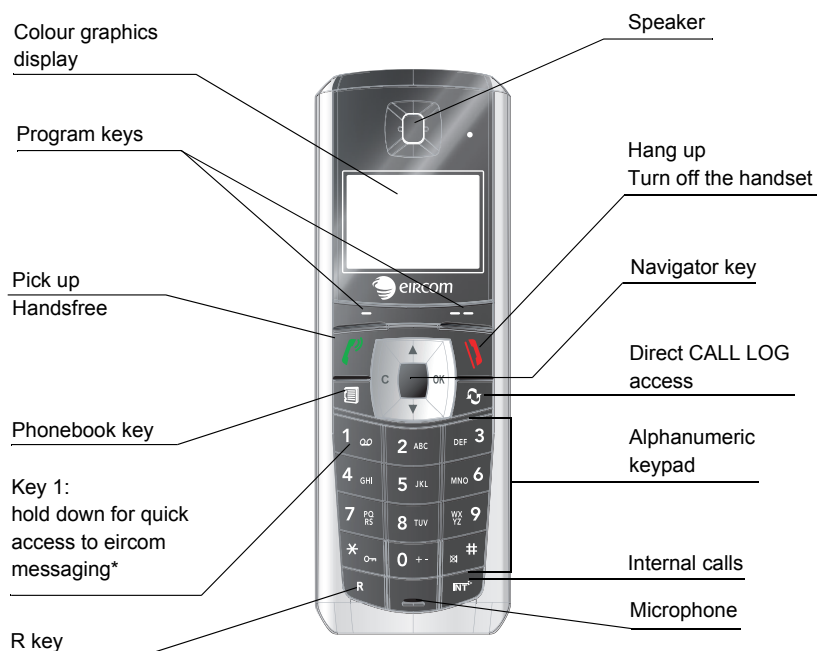 Colour graphics
display
Speaker
Program keys
Hang up
Turn off the handset
Pick up
Handsfree
Navigator key
Direct CALL LOG
access
Phonebook key
Alphanumeric
keypad
Key 1:
hold down for quick
access to eircom
messaging*
Internal calls
Microphone
R key
eircom
C OK
1 2 ABC DEF 3
4 GHI 5 JKL MNO 6
7 PQ RS 8 TUV WX YZ 9
* 0 + - #
R INT